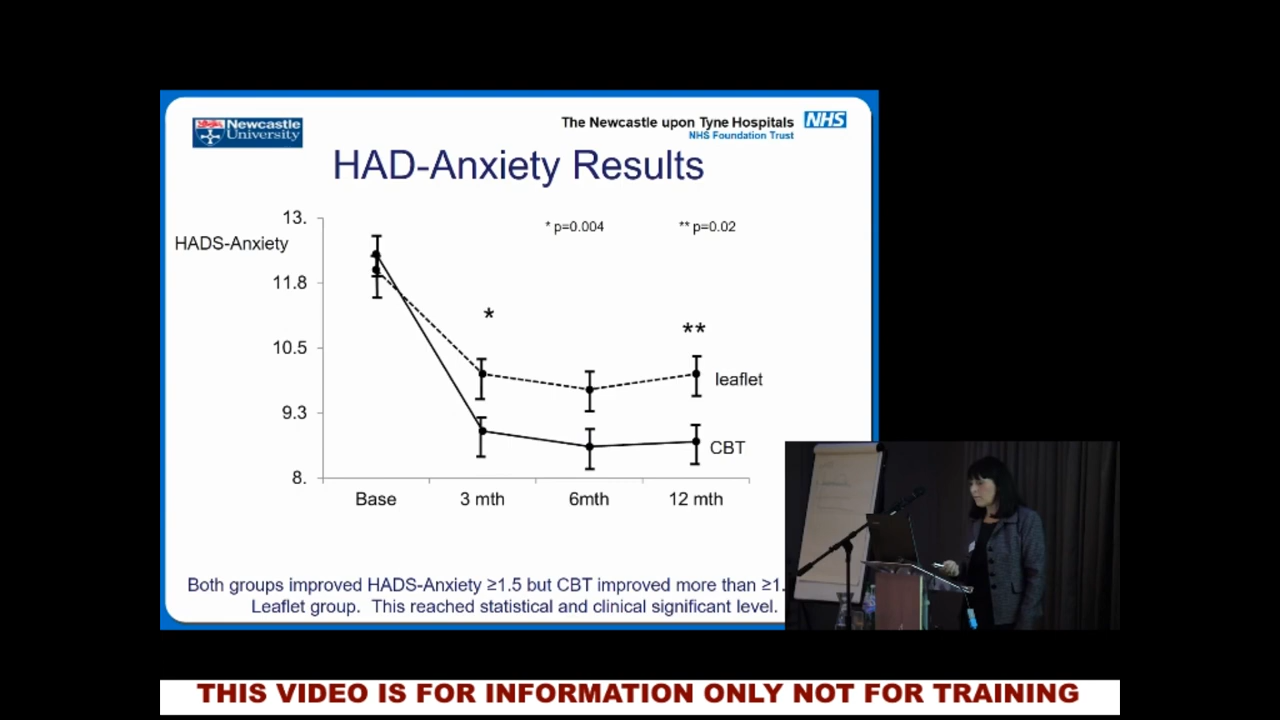 Newcastle
University
The Newcastle upon Tyne Hospitals NHS
NHS Foundation Trust
HAD-Anxiety Results
13.
* p=0.004
** p=0.02
HADS-Anxiety
11.8
*
**
10.5
leaflet
9.3
CBT
8.
Base 3 mth 6mth 12 mth
Both groups improved HADS-Anxiety ≥1.5 but CBT improved more than ≥1.
Leaflet group. This reached statistical and clinical significant level.
THIS VIDEO IS FOR INFORMATION ONLY NOT FOR TRAINING